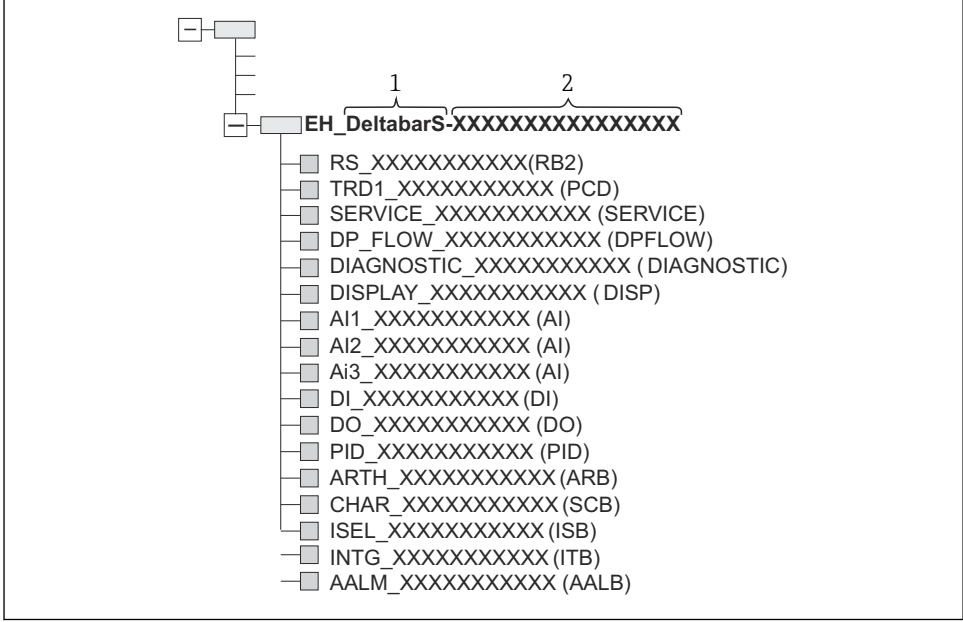 1 2
EH_DeltabarS-XXXXXXXXXXXXXXXX
RS_XXXXXXXXXXX(RB2)
TRD1_XXXXXXXXXXX (PCD)
SERVICE_XXXXXXXXXXX (SERVICE)
DP_FLOW_XXXXXXXXXXX (DPFLOW)
DIAGNOSTIC_XXXXXXXXXXX ( DIAGNOSTIC)
DISPLAY_XXXXXXXXXXX ( DISP)
AI1_XXXXXXXXXXX (AI)
AI2_XXXXXXXXXXX (AI)
Ai3_XXXXXXXXXXX (AI)
DI_XXXXXXXXXXX (DI)
DO_XXXXXXXXXXX (DO)
PID_XXXXXXXXXXX (PID)
ARTH_XXXXXXXXXXX (ARB)
CHAR_XXXXXXXXXXX (SCB)
ISEL_XXXXXXXXXXX (ISB)
INTG_XXXXXXXXXXX (ITB)
AALM_XXXXXXXXXXX (AALB)